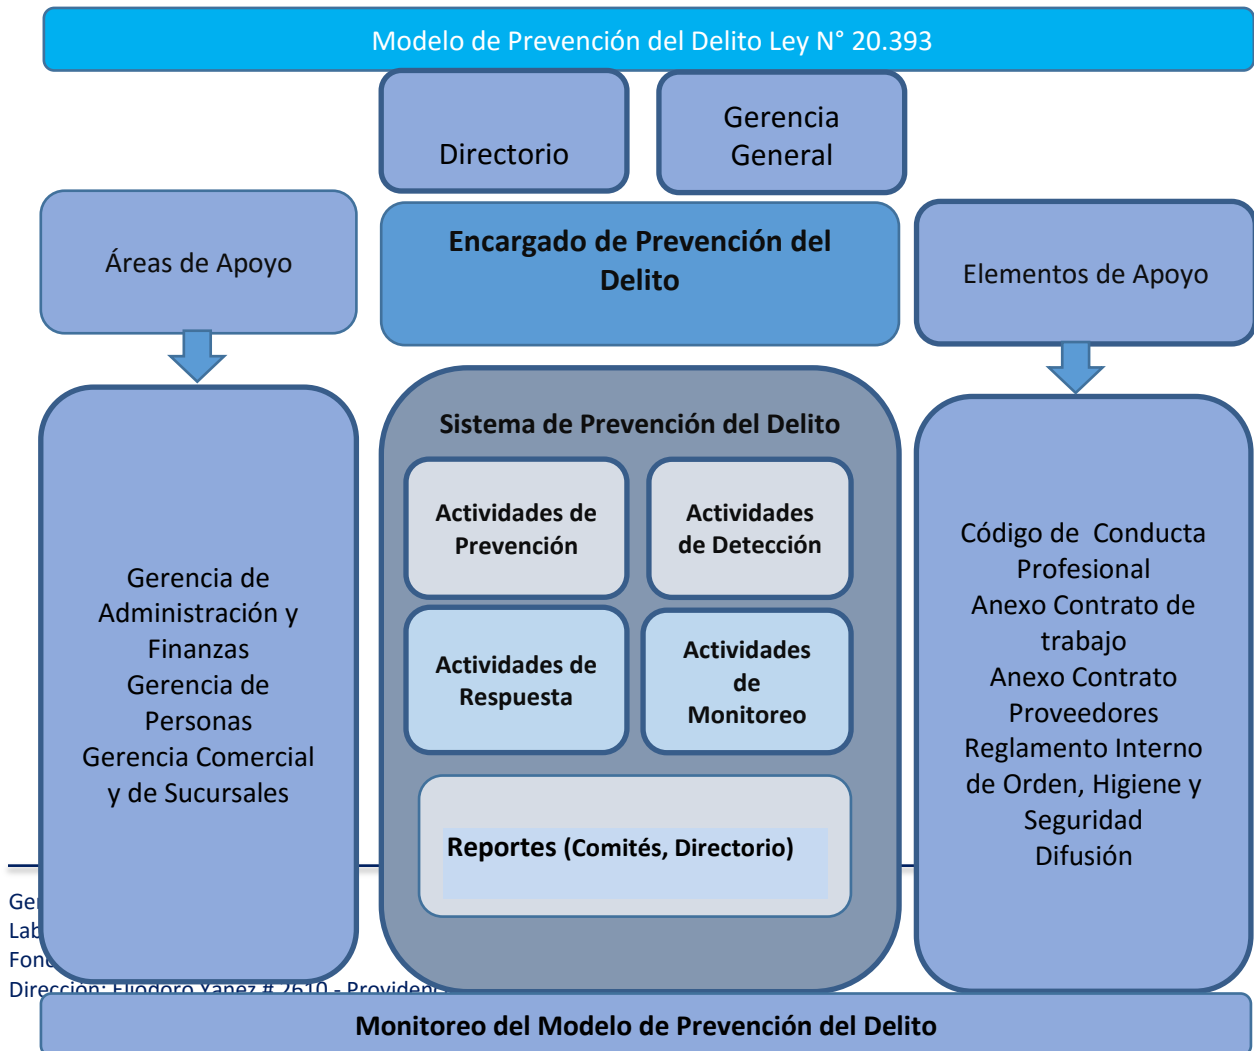 Modelo de Prevención del Delito Ley N° 20.393
Directorio
Gerencia
General
Áreas de Apoyo
Encargado de Prevención del
Delito
Elementos de Apoyo
Gerencia de
Administración y
Finanzas
Gerencia de
Personas
Gerencia Comercial
y de Sucursales
Sistema de Prevención del Delito
Actividades de
Prevención
Actividades
de Detección
Actividades de
Respuesta
Actividades
de
Monitoreo
Reportes (Comités, Directorio)
Código de  Conducta
Profesional
Anexo Contrato de
trabajo
Anexo Contrato
Proveedores
Reglamento Interno
de Orden, Higiene y
Seguridad
Difusión
Dirección: Eliodoro Yañez # 2610 -
Monitoreo del Modelo de Prevención del Delito